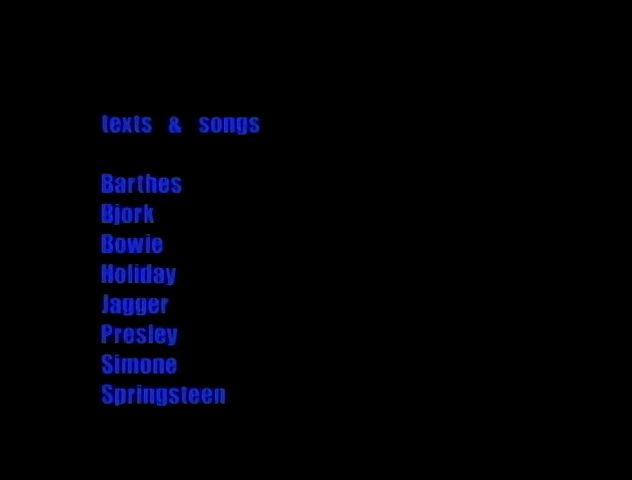 texts & songs
Barthes
Bjork
Bowie
Holiday
Jagger
Presley
Simone
Springsteen